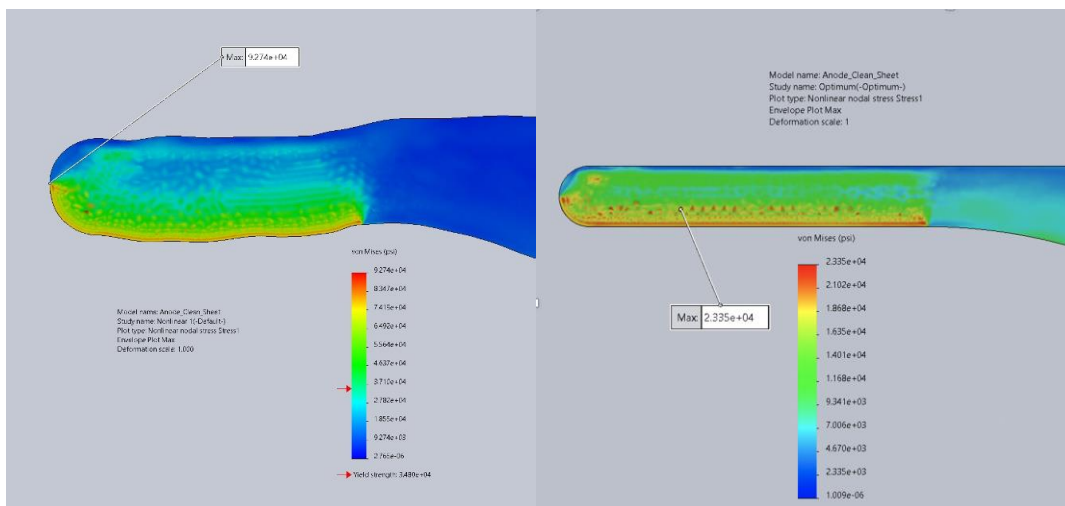 Max: 9.274e+04
von Mises (psi)
9.274e+04
8.347e+04
7.419e+04
6.492e+04
5.564e+04
4.637e+04
3.710e+04
2.782e+04
1.855e+04
9.274e+03
2.765e-06
Yield strength: 3.480e+04
Model name: Anode_Clean_Sheet
Study name: Nonlinear 1(-Default-)
Plot type: Nonlinear nodal stress Stress1
Envelope Plot Max
Deformation scale: 1.000
Model name: Anode_Clean_Sheet
Study name: Optimum(-Optimum-)
Plot type: Nonlinear nodal stress Stress1
Envelope Plot Max
Deformation scale: 1
von Mises (psi)
2.335e+04
2.102e+04
1.868e+04
1.635e+04
1.401e+04
1.168e+04
9.341e+03
7.006e+03
4.670e+03
2.335e+03
1.009e-06
Max: 2.335e+04